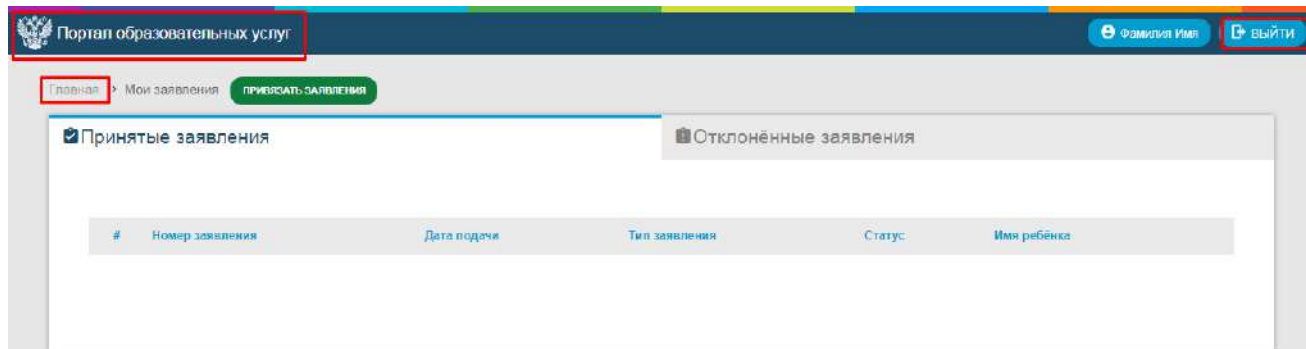 Портал образовательных услуг
Фамилия Имя
ВЫЙТИ
Главная > Мои заявления ПРИВЯЗАТЬ ЗАЯВЛЕНИЯ
Принятые заявления
Отклонённые заявления
# Номер заявления Дата подачи Тип заявления Статус Имя ребёнка